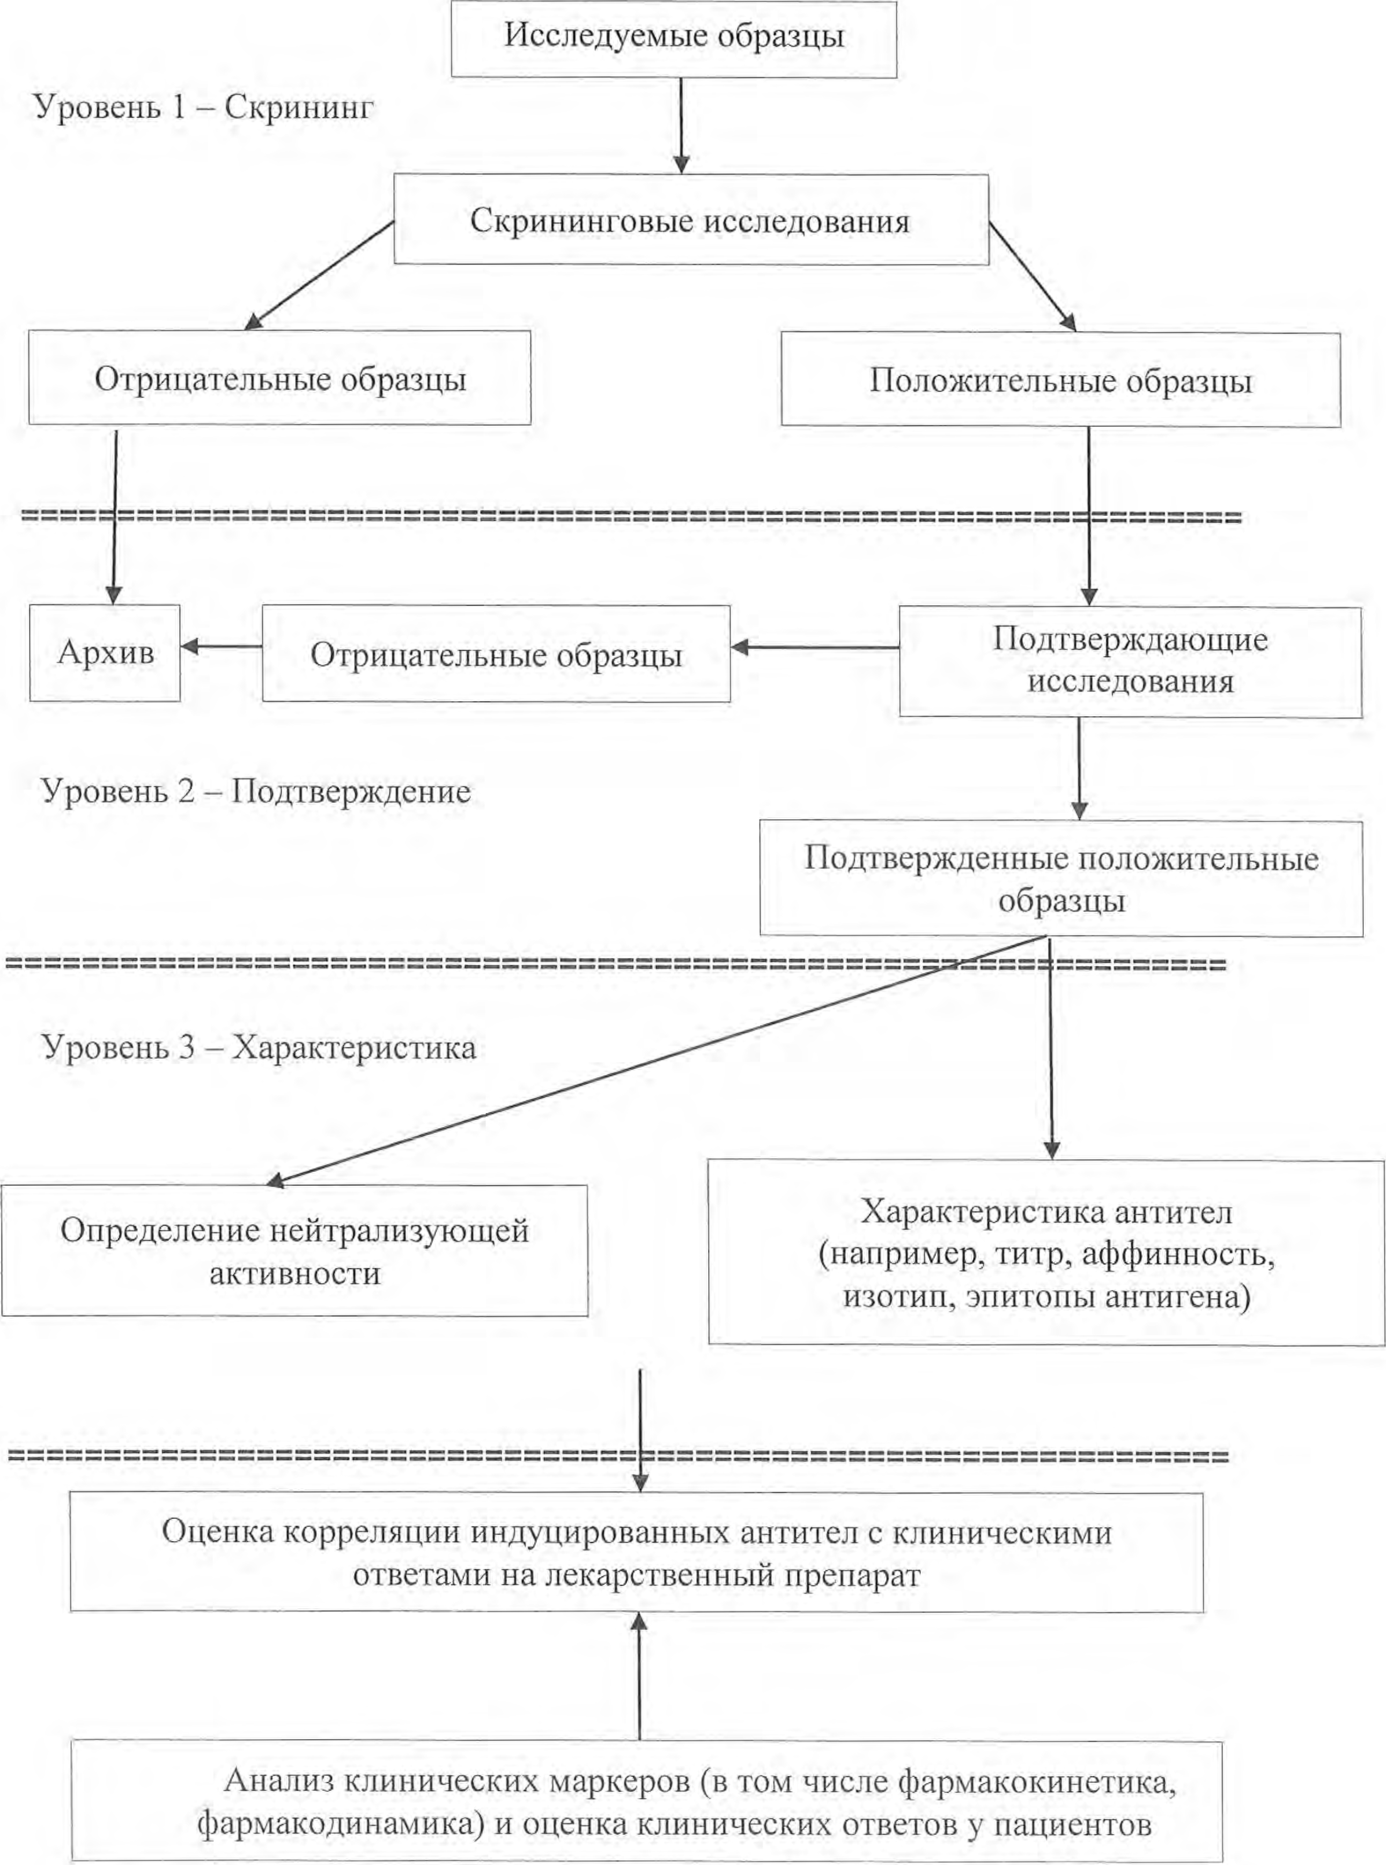 Исследуемые образцы
Уровень 1 – Скрининг
Скрининговые исследования
Отрицательные образцы
Положительные образцы
Архив
Отрицательные образцы
Подтверждающие
исследования
Уровень 2 – Подтверждение
Подтвержденные положительные
образцы
Уровень 3 – Характеристика
Определение нейтрализующей
активности
Характеристика антител
(например, титр, аффинность,
изотип, эпитопы антигена)
Оценка корреляции индуцированных антител с клиническими
ответами на лекарственный препарат
Анализ клинических маркеров (в том числе фармакокинетика,
фармакодинамика) и оценка клинических ответов у пациентов